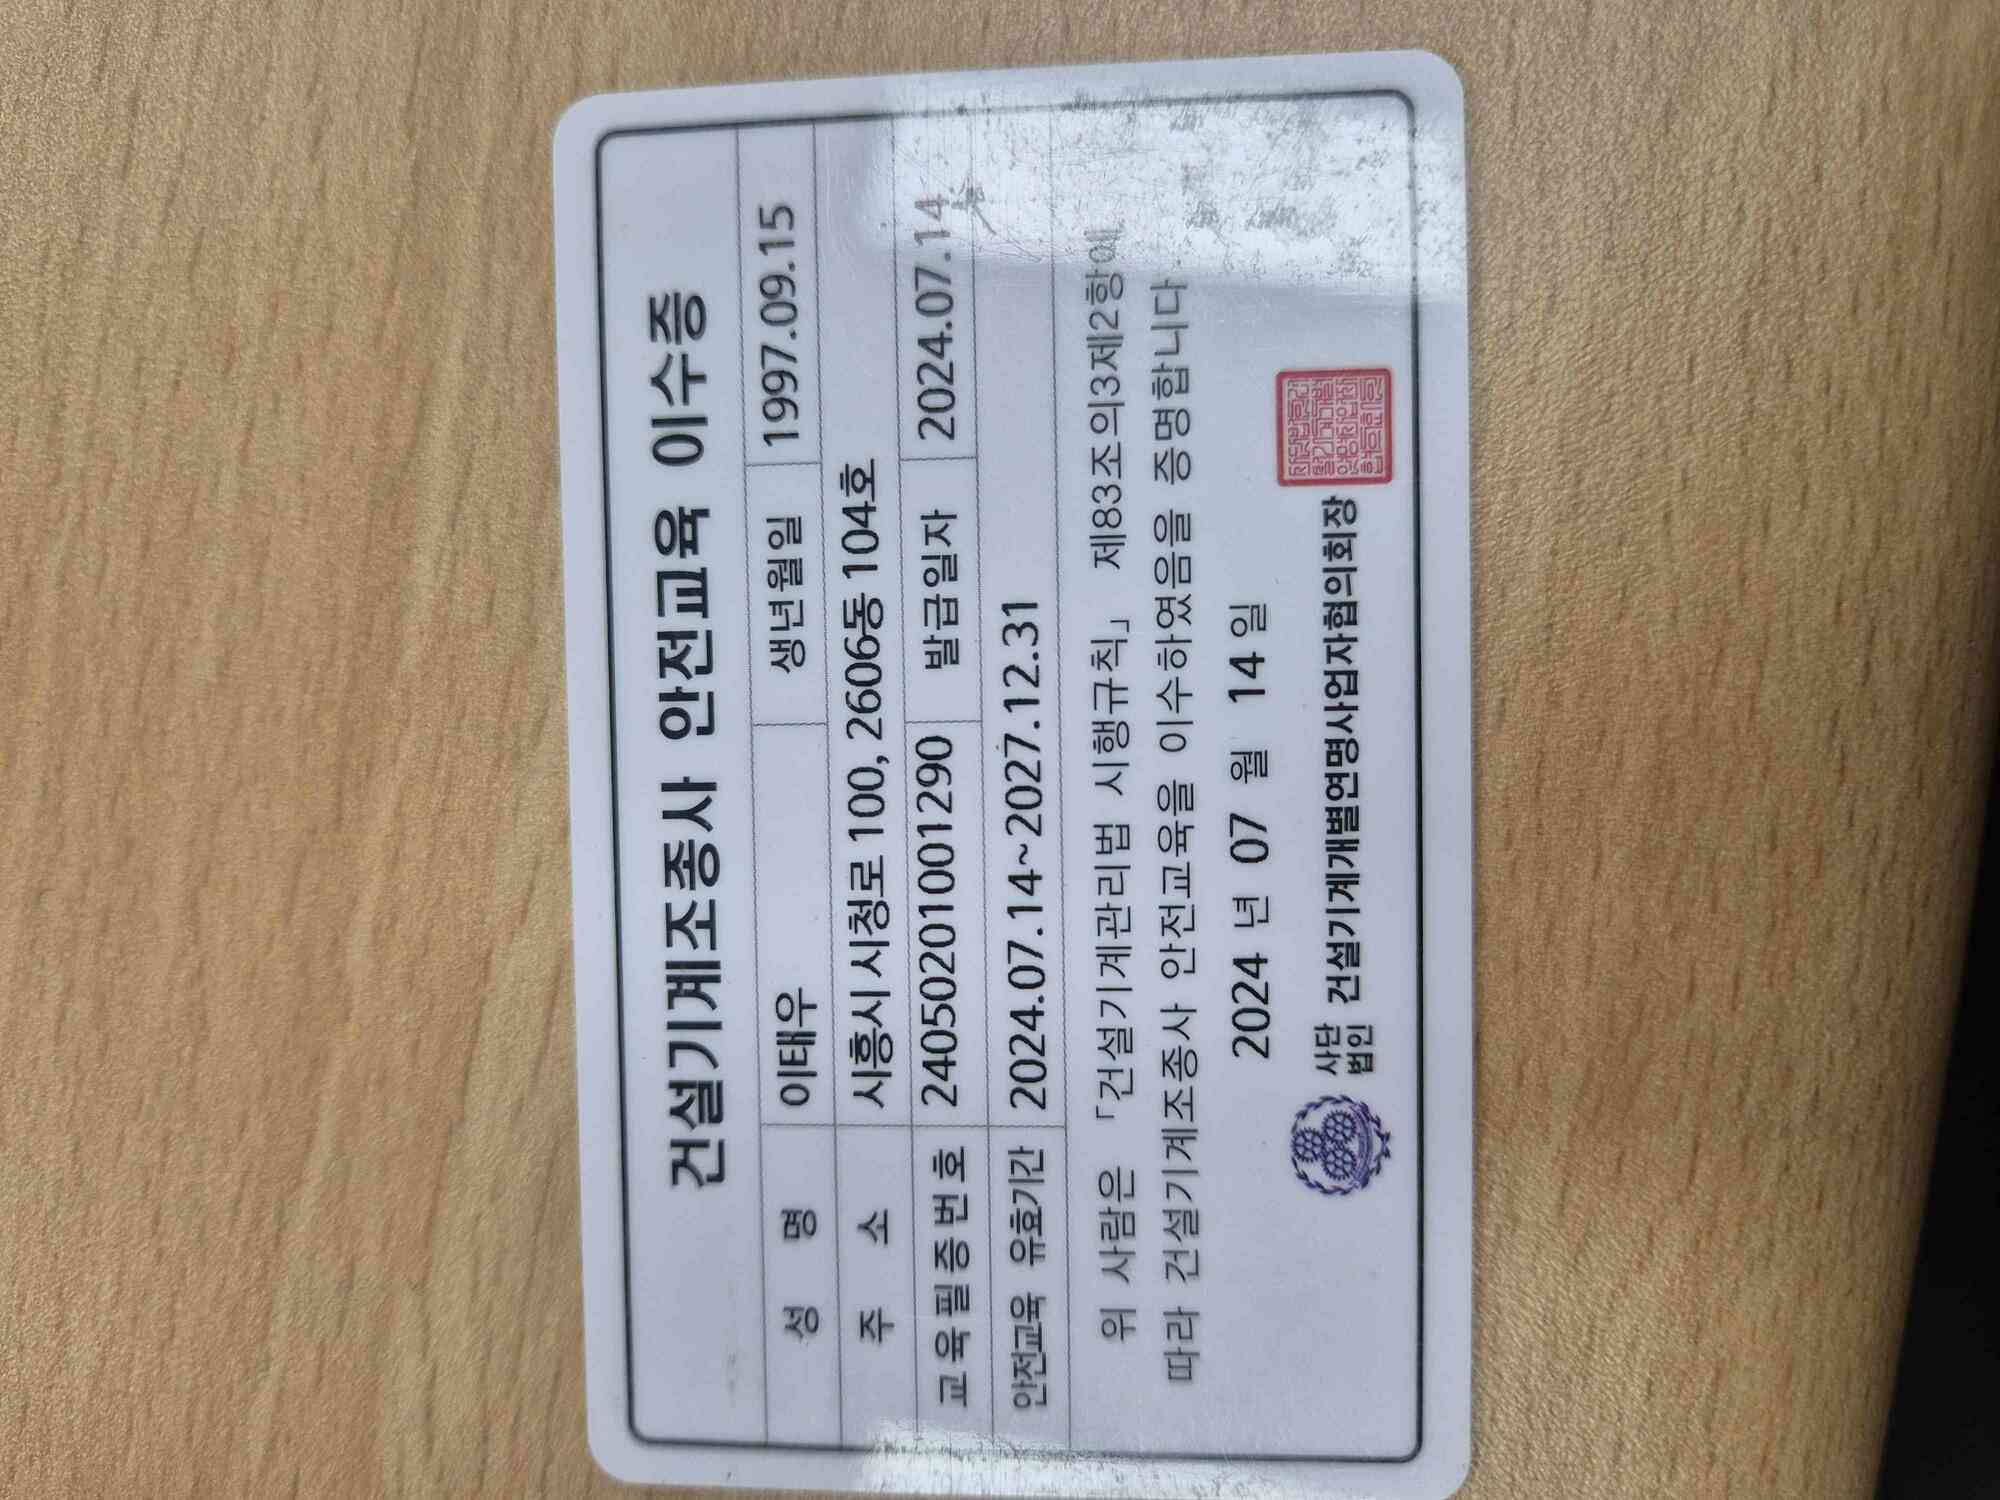 건설기계조종사 안전교육 이수증
성 명 이태우 생년월일 1997.09.15
주 소 시흥시 시청로 100, 2606동 104호
교육필증번호 24050201001290 발급일자 2024.07.14
안전교육 유효기간 2024.07.14~2027.12.31
위 사람은 「건설기계관리법 시행규칙」 제83조의3제2항에
따라 건설기계조종사 안전교육을 이수하였음을 증명합니다.
2024 년 07 월 14 일
사단법인 건설기계개별연명사업자협의회장